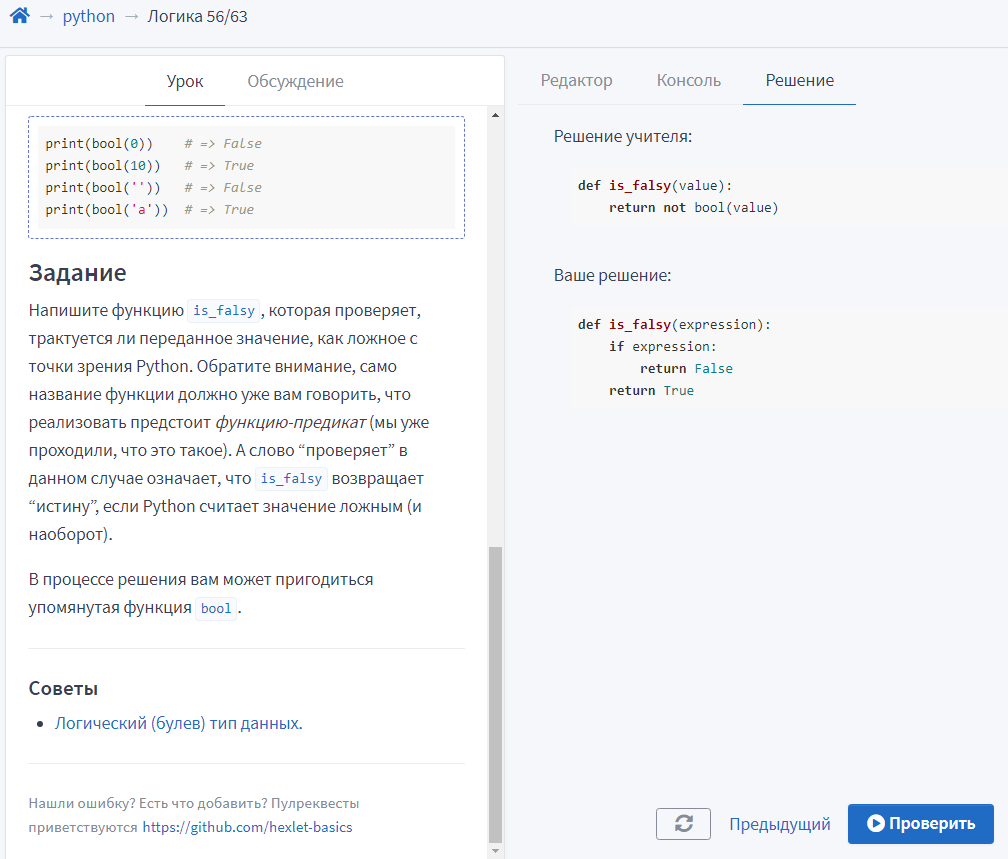 → python → Логика 56/63
Урок Обсуждение
print(bool(0)) # => False
print(bool(10)) # => True
print(bool('')) # => False
print(bool('a')) # => True
Задание
Напишите функцию is_falsy, которая проверяет,
трактуется ли переданное значение, как ложное с
точки зрения Python. Обратите внимание, само
название функции должно уже вам говорить, что
реализовать предстоит функцию-предикат (мы уже
проходили, что это такое). А слово “проверяет” в
данном случае означает, что is_falsy возвращает
“истину”, если Python считает значение ложным (и
наоборот).
В процессе решения вам может пригодиться
упомянутая функция bool.
Советы
• Логический (булев) тип данных.
Нашли ошибку? Есть что добавить? Пулреквесты
приветствуются https://github.com/hexlet-basics
Редактор Консоль Решение
Решение учителя:
def is_falsy(value):
    return not bool(value)
Ваше решение:
def is_falsy(expression):
    if expression:
        return False
    return True
Предыдущий Проверить